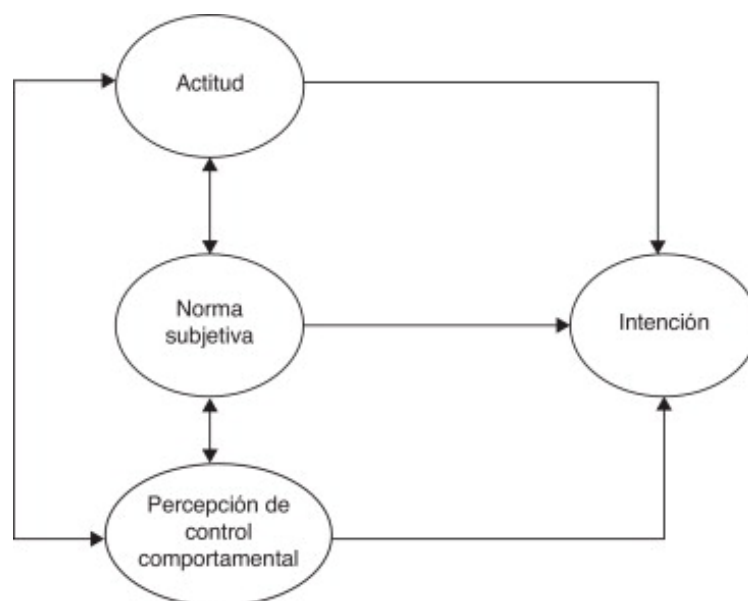 Actitud
Norma
subjetiva
Intención
Percepción de
control
comportamental